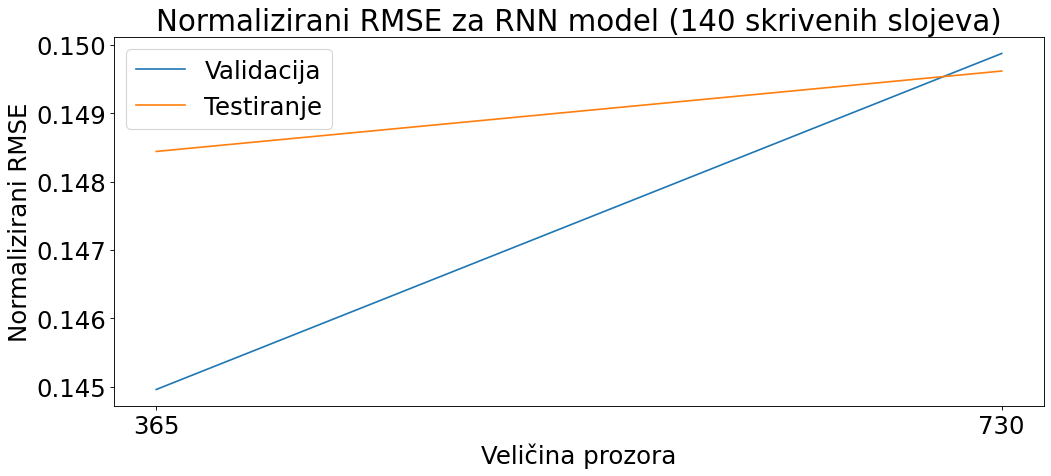 Normalizirani RMSE za RNN model (140 skrivenih slojeva)
Validacija
Testiranje
Normalizirani RMSE
0.150
0.149
0.148
0.147
0.146
0.145
365
730
Veličina prozora